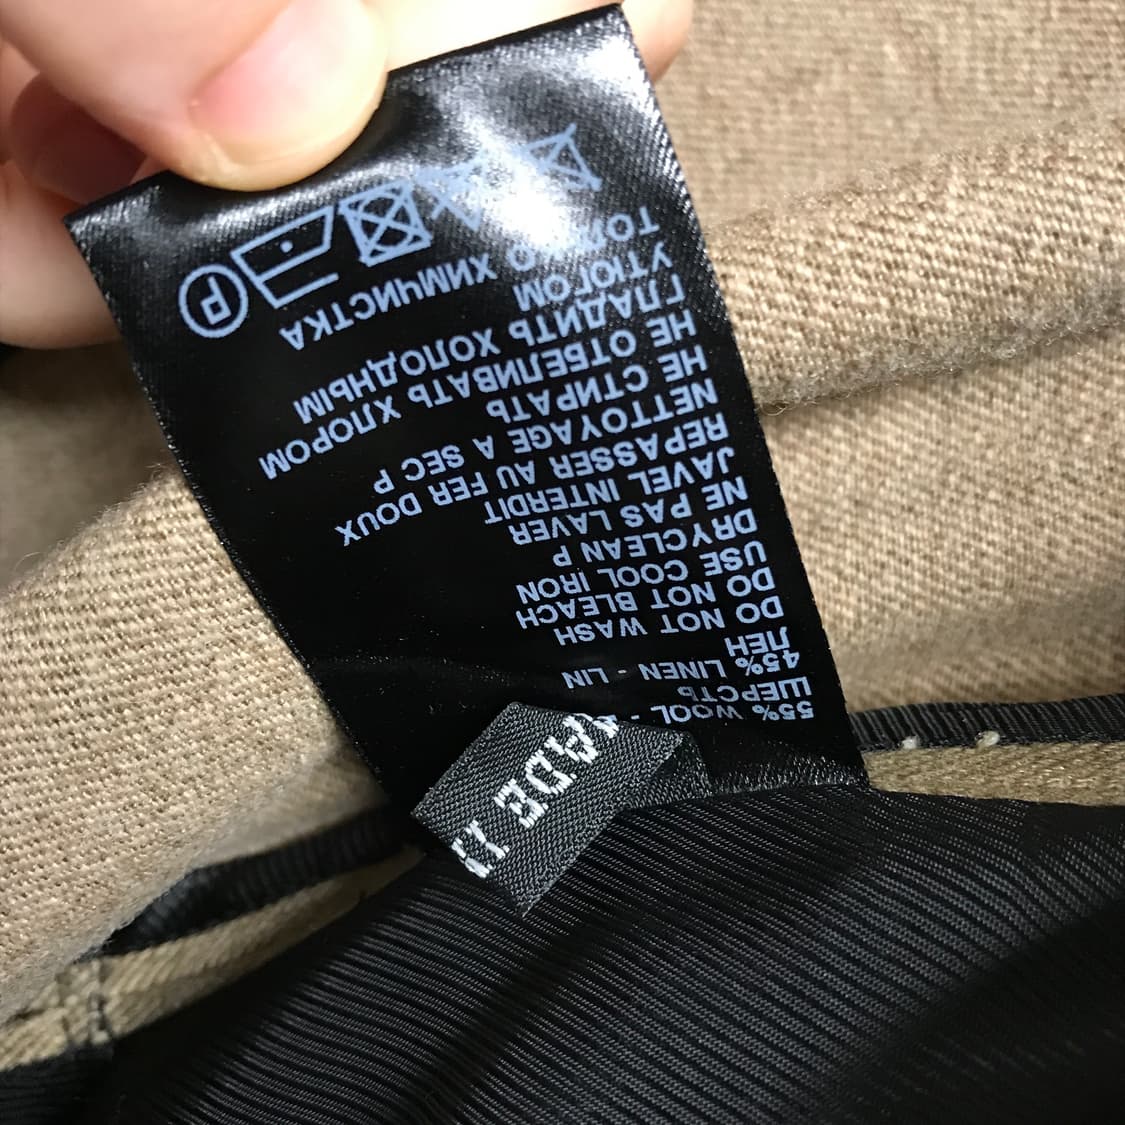 55% WOOL -
ШЕРСТЬ
45% LINEN - LIN
ЛЕН
DO NOT WASH
DO NOT BLEACH
USE COOL IRON
DRYCLEAN P
NE PAS LAVER
JAVEL INTERDIT
REPASSER AU FER DOUX
NETTOYAGE A SEC P
НЕ СТИРАТЬ
НЕ ОТБЕЛИВАТЬ ХЛОРОМ
ГЛАДИТЬ ХОЛОДНЫМ
УТЮГОМ
ТОЛЬКО ХИМЧИСТКА
P
MADE